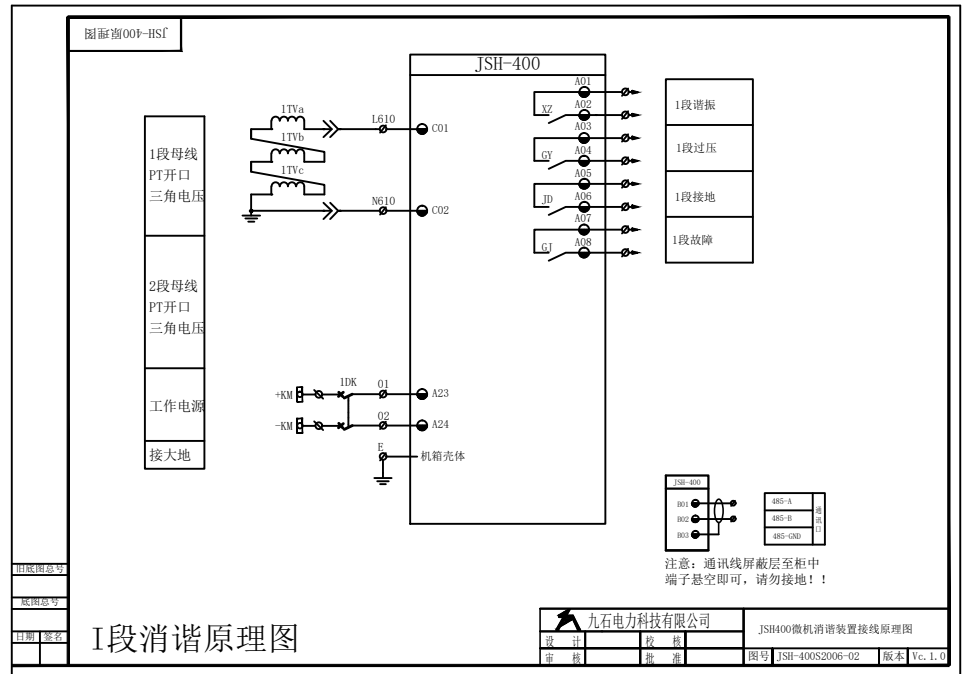 JSH-400原理图
JSH-400
1TVa
1TVb
1TVc
L610
N610
C01
C02
1段母线
PT开口
三角电压
2段母线
PT开口
三角电压
工作电源
接大地
+KM
-KM
1DK
01
02
E
A23
A24
机箱壳体
A01
XZ
A02
A03
GY
A04
A05
JD
A06
A07
GJ
A08
1段谐振
1段过压
1段接地
1段故障
JSH-400
B01
B02
B03
485-A
485-B
485-GND
通讯口
注意: 通讯线屏蔽层至柜中
端子悬空即可, 请勿接地!!
旧底图总号
底图总号
日期 签名
I段消谐原理图
九石电力科技有限公司
设 计 校 核
审 核 批 准
JSH400微机消谐装置接线原理图
图号 JSH-400S2006-02 版本 Vc.1.0